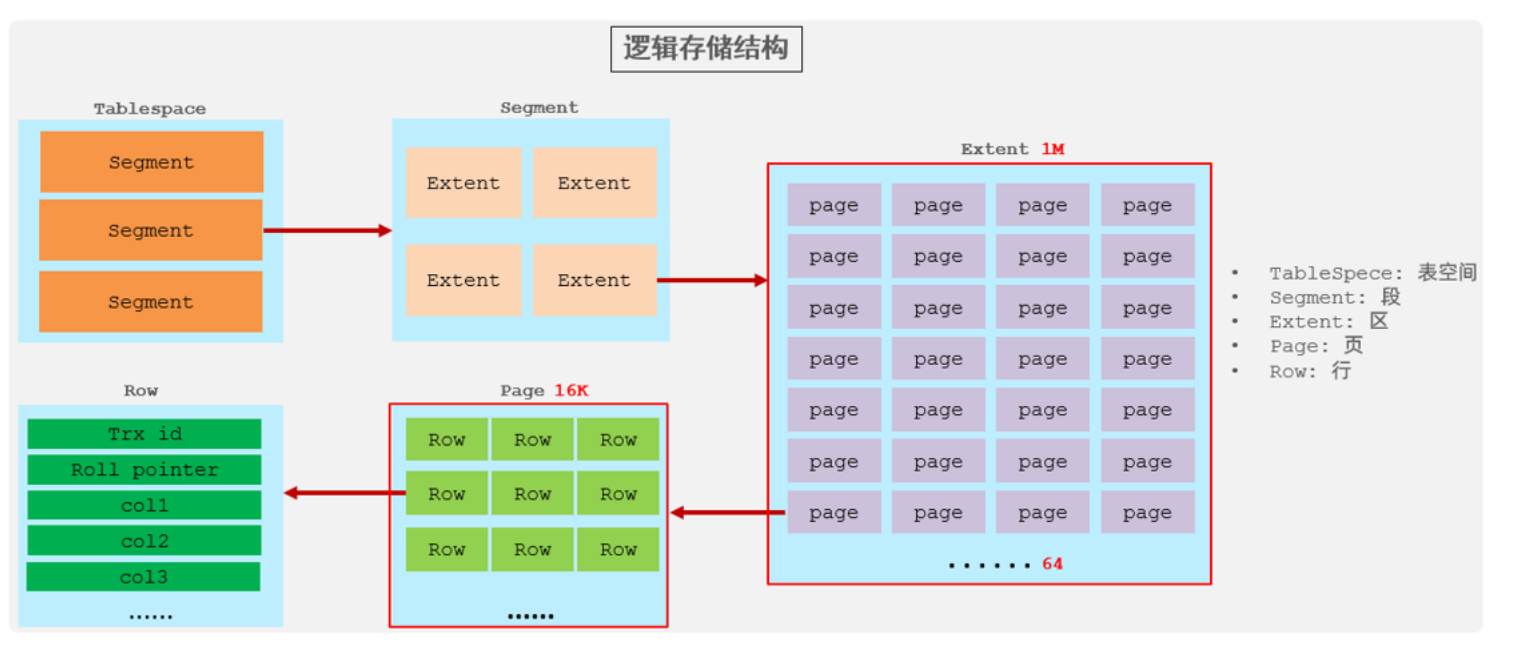 逻辑存储结构
Tablespace
Segment
Segment
Segment
Segment
Extent Extent
Extent Extent
Extent 1M
page page page page
page page page page
page page page page
page page page page
page page page page
page page page page
page page page page
······ 64
Page 16K
Row Row Row
Row Row Row
Row Row Row
······
Row
Trx id
Roll pointer
col1
col2
col3
······
• TableSpece: 表空间
• Segment: 段
• Extent: 区
• Page: 页
• Row: 行